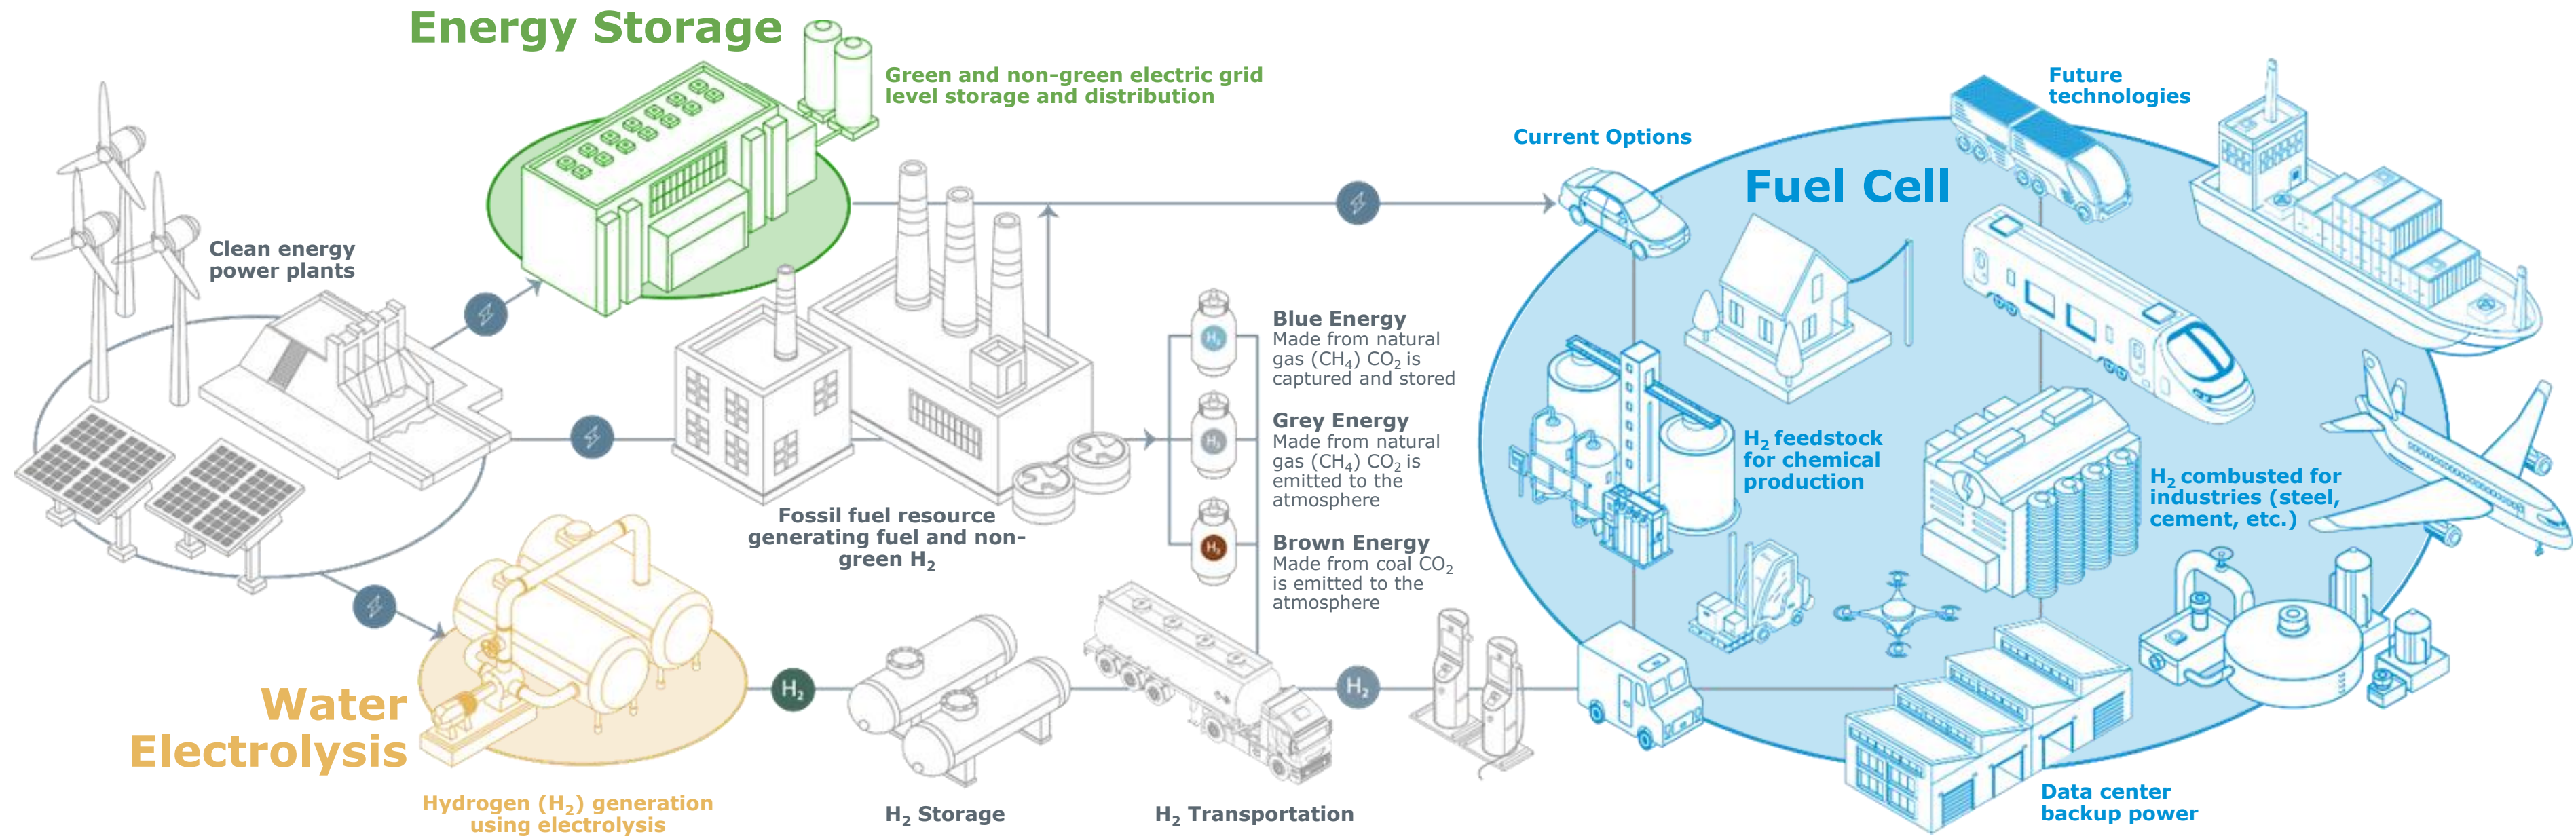 Energy Storage
Green and non-green electric grid
level storage and distribution
Clean energy
power plants
Fossil fuel resource
generating fuel and non-
green H₂
Blue Energy
Made from natural
gas (CH₄) CO₂ is
captured and stored
Grey Energy
Made from natural
gas (CH₄) CO₂ is
emitted to the
atmosphere
Brown Energy
Made from coal CO₂
is emitted to the
atmosphere
H₂
H₂
H₂
Water
Electrolysis
Hydrogen (H₂) generation
using electrolysis
H₂
H₂ Storage
H₂ Transportation
H₂
Current Options
Future
technologies
Fuel Cell
H₂ feedstock
for chemical
production
H₂ combusted for
industries (steel,
cement, etc.)
Data center
backup power